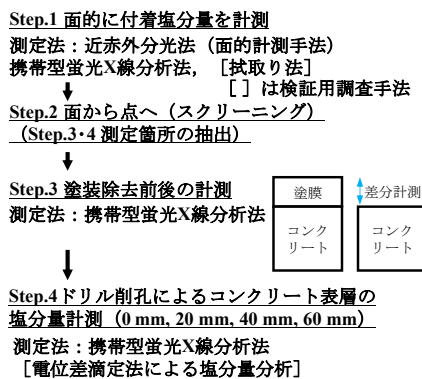 Step.1 面的に付着塩分量を計測
測定法：近赤外分光法（面的計測手法）
携帯型蛍光X線分析法，［拭取り法］
［ ］は検証用調査手法
Step.2 面から点へ（スクリーニング）
（Step.3･4 測定箇所の抽出）
Step.3 塗装除去前後の計測
測定法：携帯型蛍光X線分析法
塗膜
差分計測
コンク
リート
コンク
リート
Step.4ドリル削孔によるコンクリート表層の
塩分量計測（0 mm, 20 mm, 40 mm, 60 mm）
測定法：携帯型蛍光X線分析法
［電位差滴定法による塩分量分析］